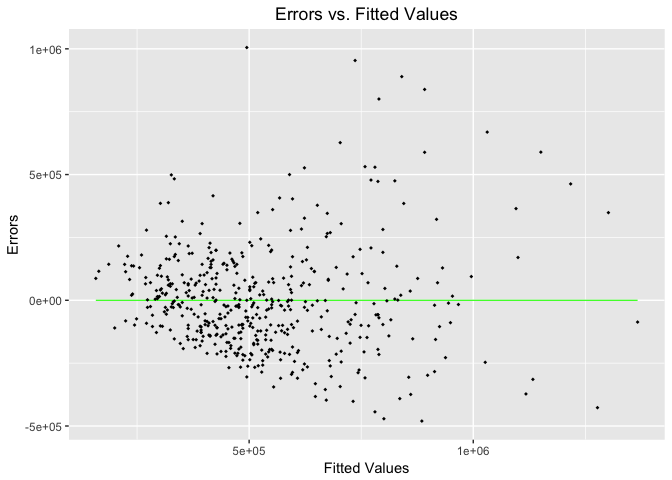 Errors vs. Fitted Values
1e+06
5e+05
0e+00
-5e+05
Errors
5e+05 1e+06
Fitted Values